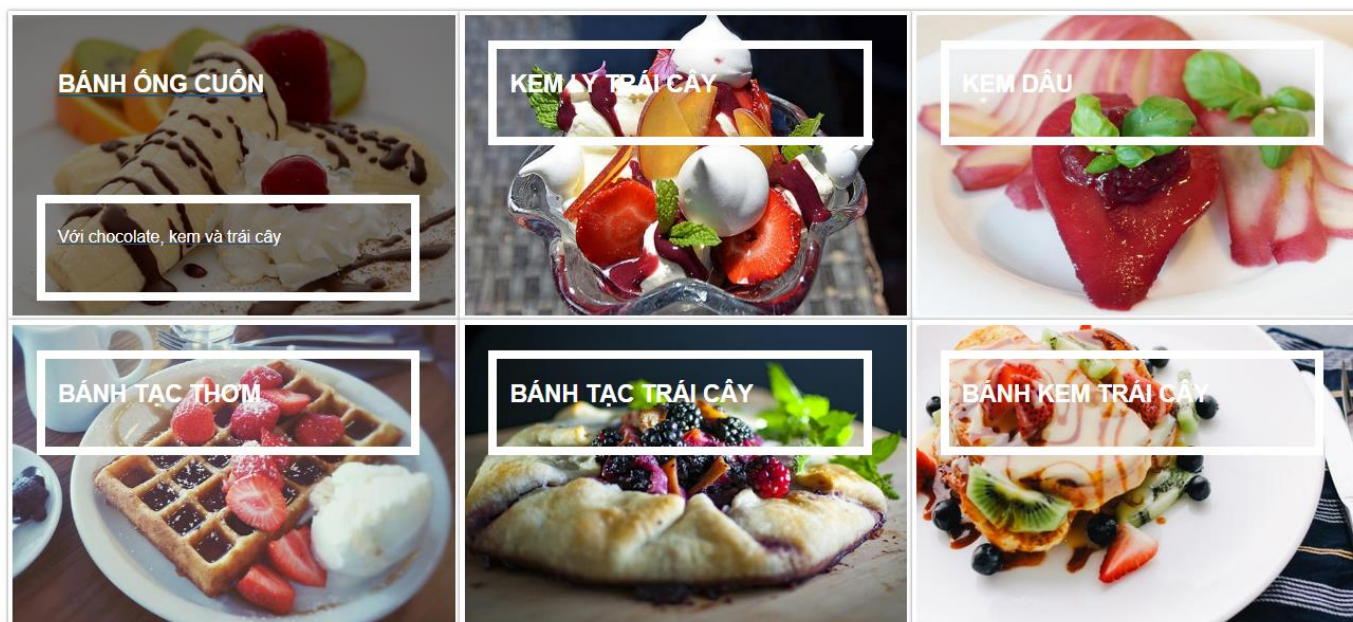 BÁNH ỐNG CUỐN
Với chocolate, kem và trái cây
KEM LY TRÁI CÂY
KEM DÂU
BÁNH TẠC THƠM
BÁNH TẠC TRÁI CÂY
BÁNH KEM TRÁI CÂY